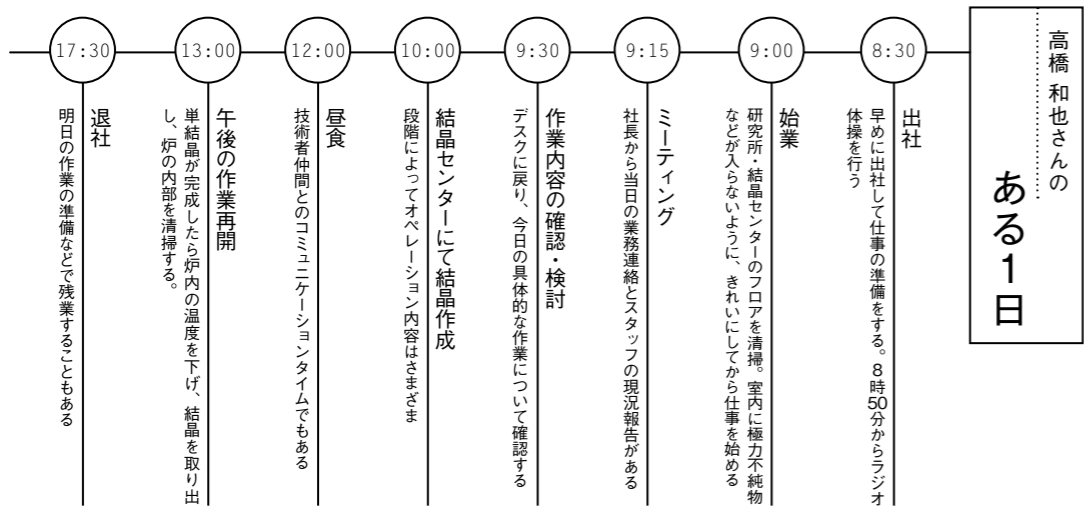 高橋 和也さんの
ある1日
8:30
出社
早めに出社して仕事の準備をする。8時50分からラジオ
体操を行う
9:00
始業
研究所・結晶センターのフロアを清掃。室内に極力不純物
などが入らないように、きれいにしてから仕事を始める
9:15
ミーティング
社長から当日の業務連絡とスタッフの現況報告がある
9:30
作業内容の確認・検討
デスクに戻り、今日の具体的な作業について確認する
10:00
結晶センターにて結晶作成
段階によってオペレーション内容はさまざま
12:00
昼食
技術者仲間とのコミュニケーションタイムでもある
13:00
午後の作業再開
単結晶が完成したら炉内の温度を下げ、結晶を取り出
し、炉の内部を清掃する。
17:30
退社
明日の作業の準備などで残業することもある